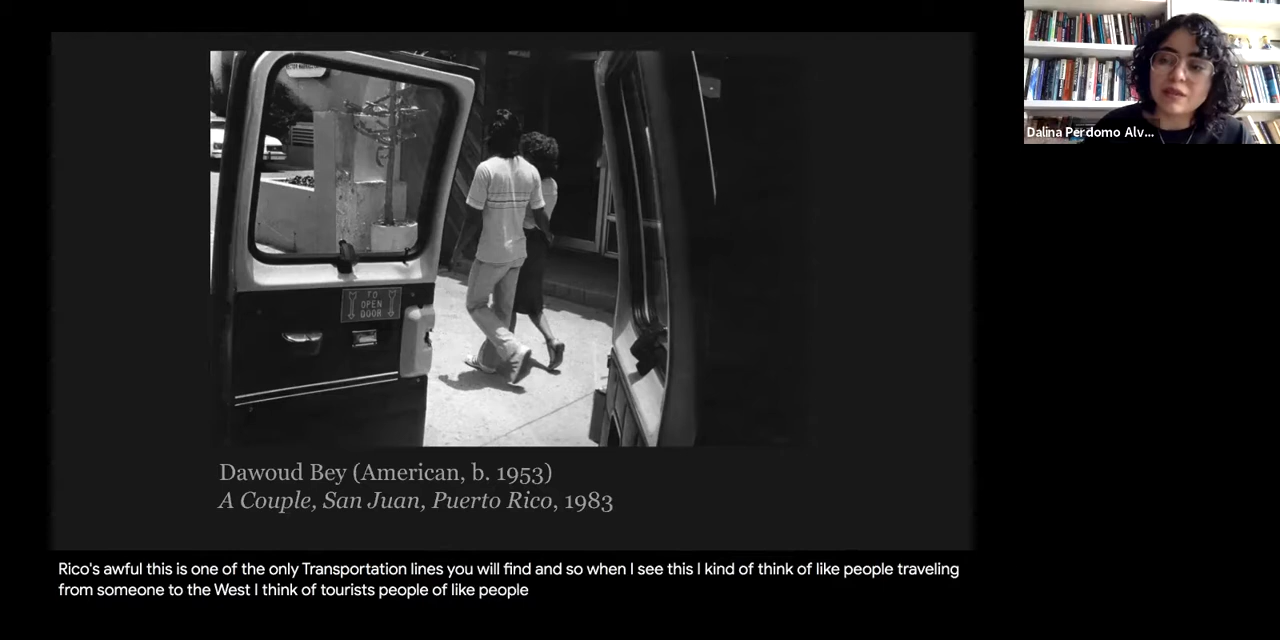 Dalina Perdomo Alv...
TO
OPEN
DOOR
Dawoud Bey (American, b. 1953)
A Couple, San Juan, Puerto Rico, 1983
Rico's awful this is one of the only Transportation lines you will find and so when I see this I kind of think of like people traveling
from someone to the West I think of tourists people of like people